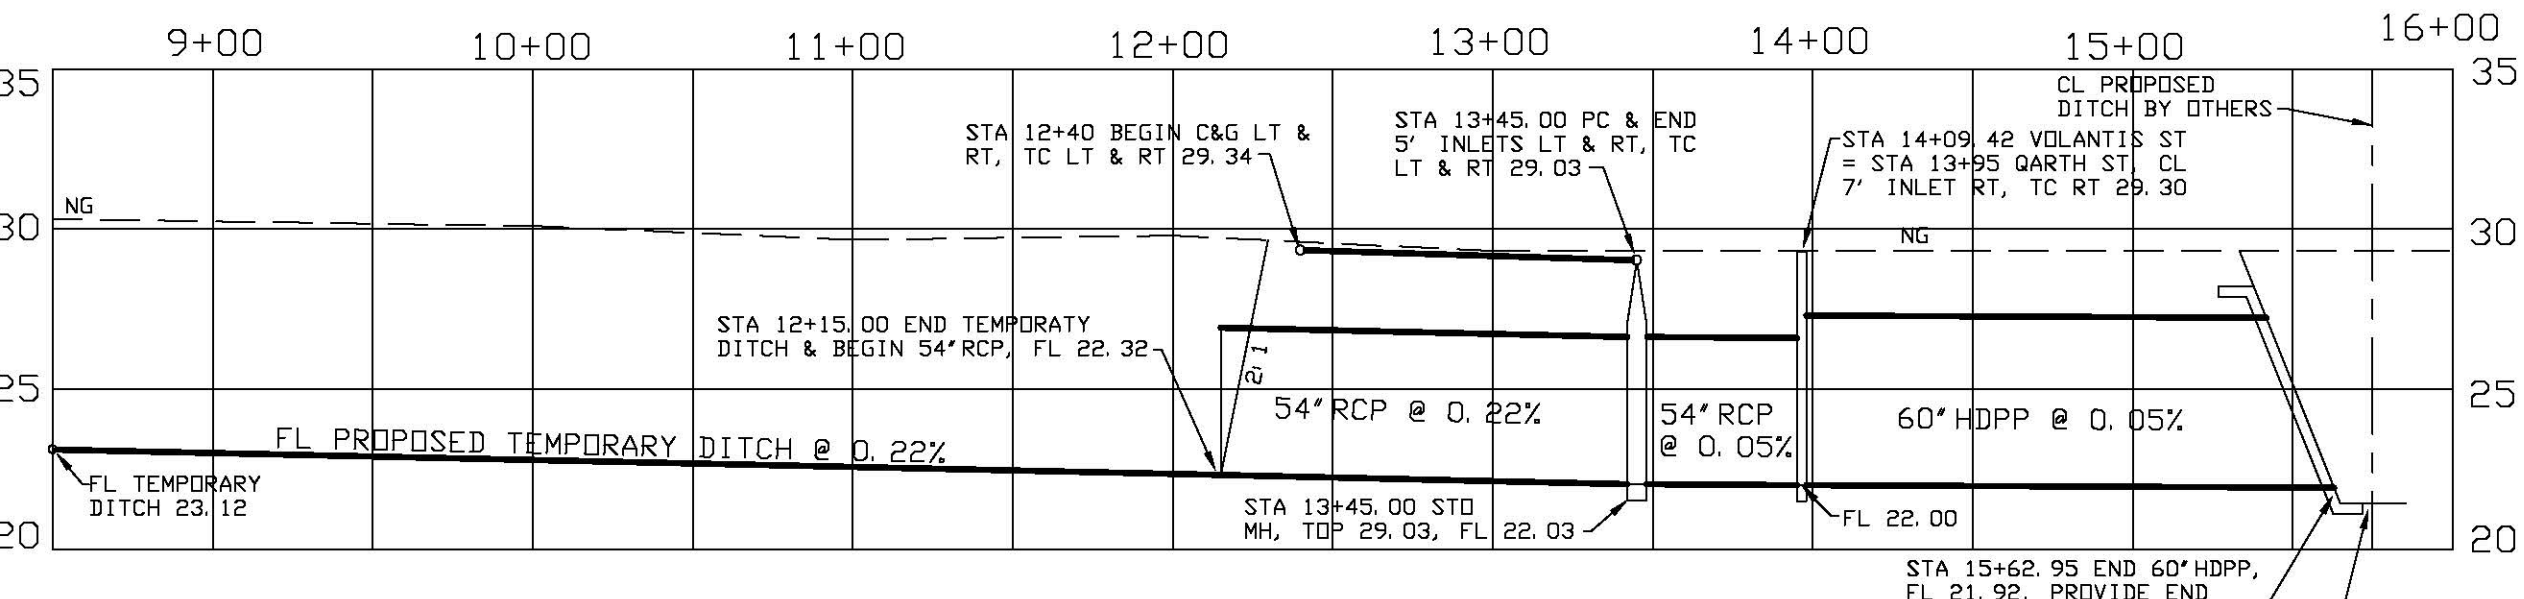 9+00 10+00 11+00 12+00 13+00 14+00 15+00 16+00
35 35
CL PROPOSED
DITCH BY OTHERS
STA 12+40 BEGIN C&G LT &
RT, TC LT & RT 29.34
STA 13+45.00 PC & END
5' INLETS LT & RT, TC
LT & RT 29.03
STA 14+09.42 VOLANTIS ST
= STA 13+95 QARTH ST, CL
7' INLET RT, TC RT 29.30
NG
30 30
NG
STA 12+15.00 END TEMPORATY
DITCH & BEGIN 54" RCP, FL 22.32
2:1
25 25
54" RCP @ 0.22%
54" RCP
@ 0.05%
60" HDPP @ 0.05%
FL PROPOSED TEMPORARY DITCH @ 0.22%
FL TEMPORARY
DITCH 23.12
STA 13+45.00 STO
MH, TOP 29.03, FL 22.03
FL 22.00
20 20
STA 15+62.95 END 60" HDPP,
FL 21.92. PROVIDE END